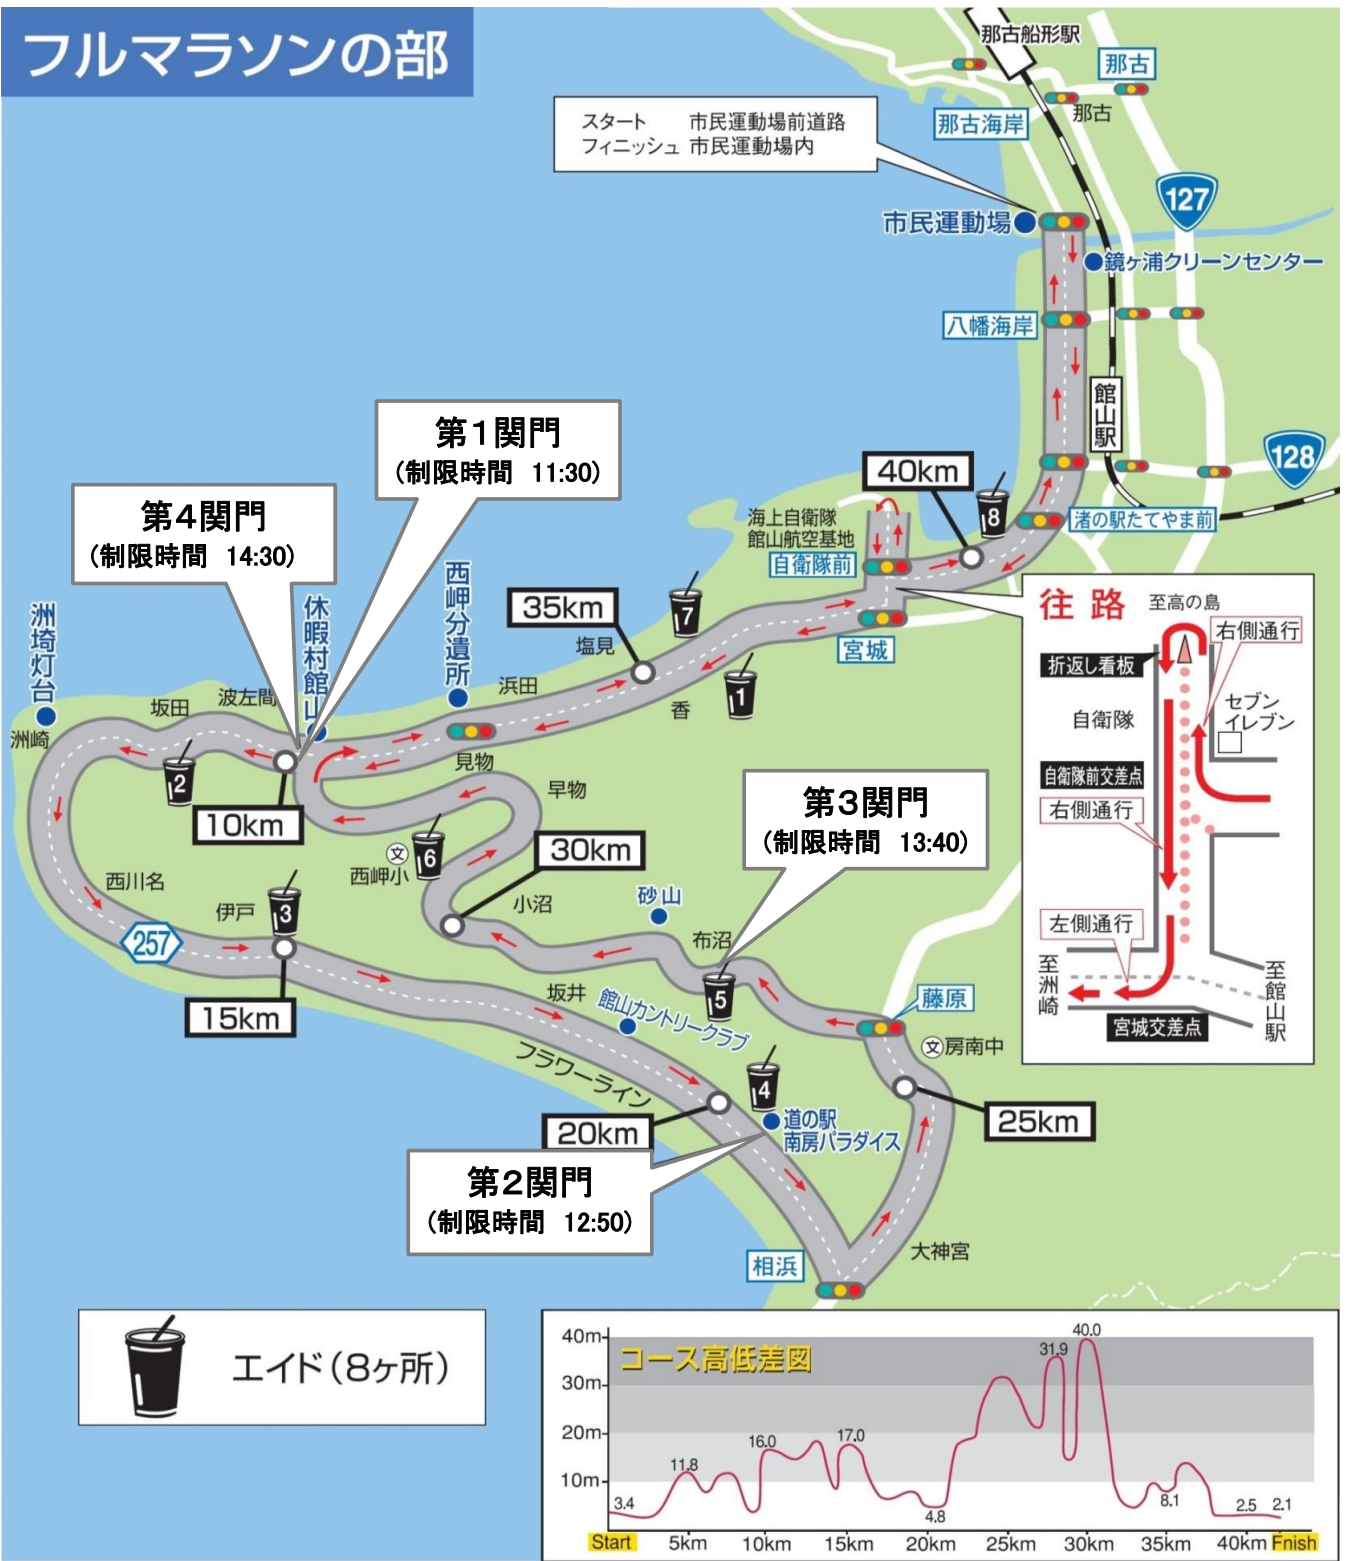 フルマラソンの部
那古船形駅
那古
那古
那古海岸
スタート 市民運動場前道路
フィニッシュ 市民運動場内
127
市民運動場
鏡ヶ浦クリーンセンター
八幡海岸
館山駅
128
第1関門
(制限時間 11:30)
40km
8
渚の駅たてやま前
第4関門
(制限時間 14:30)
海上自衛隊
館山航空基地
自衛隊前
西岬分遣所
35km
7
塩見
宮城
洲埼灯台
休暇村館山
浜田
香
1
坂田
波左間
洲崎
見物
2
10km
早物
第3関門
(制限時間 13:40)
30km
文
6
西岬小
西川名
伊戸
3
小沼
砂山
布沼
257
15km
坂井
館山カントリークラブ
5
藤原
文房南中
フラワーライン
4
20km
道の駅
南房パラダイス
25km
第2関門
(制限時間 12:50)
相浜
大神宮
往路
至高の島
右側通行
折返し看板
自衛隊
セブン
イレブン
自衛隊前交差点
右側通行
左側通行
至洲崎
至館山駅
宮城交差点
エイド(8ヶ所)
コース高低差図
40m
30m
20m
10m
3.4
11.8
16.0
17.0
4.8
31.9
40.0
8.1
2.5
2.1
Start 5km 10km 15km 20km 25km 30km 35km 40km Fnish